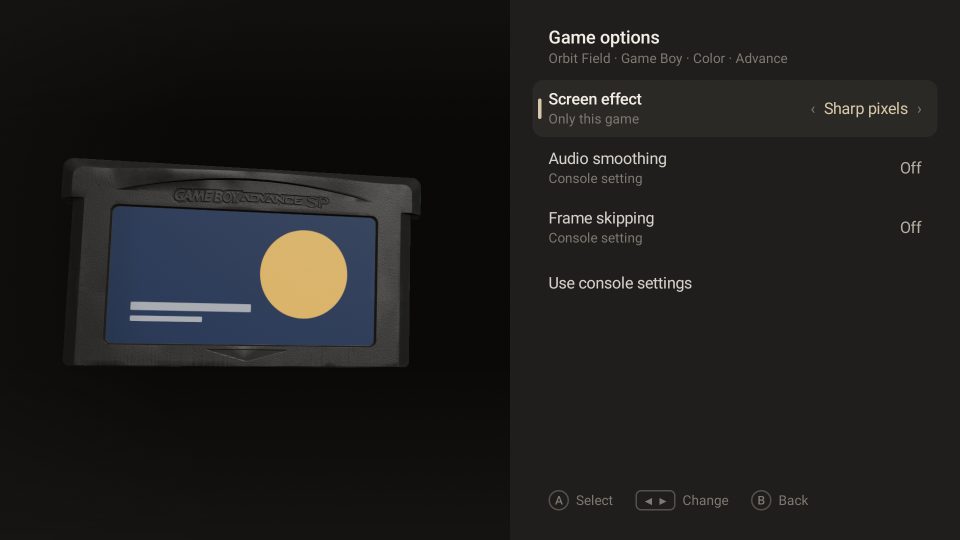 GAME BOY ADVANCE SP
Game options
Orbit Field · Game Boy · Color · Advance
Screen effect
Only this game
‹ Sharp pixels ›
Audio smoothing
Console setting
Off
Frame skipping
Console setting
Off
Use console settings
A Select ◄ ► Change B Back